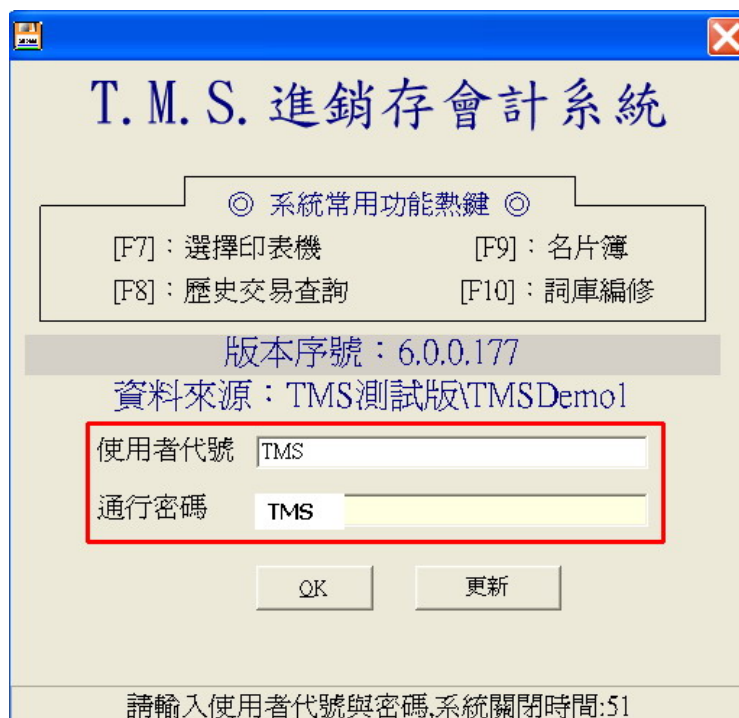 T.M.S.進銷存會計系統
◎ 系統常用功能熱鍵 ◎
[F7]：選擇印表機 [F9]：名片簿
[F8]：歷史交易查詢 [F10]：詞庫編修
版本序號：6.0.0.177
資料來源：TMS測試版\TMSDemo1
使用者代號 TMS
通行密碼 TMS
OK 更新
請輸入使用者代號與密碼,系統關閉時間:51